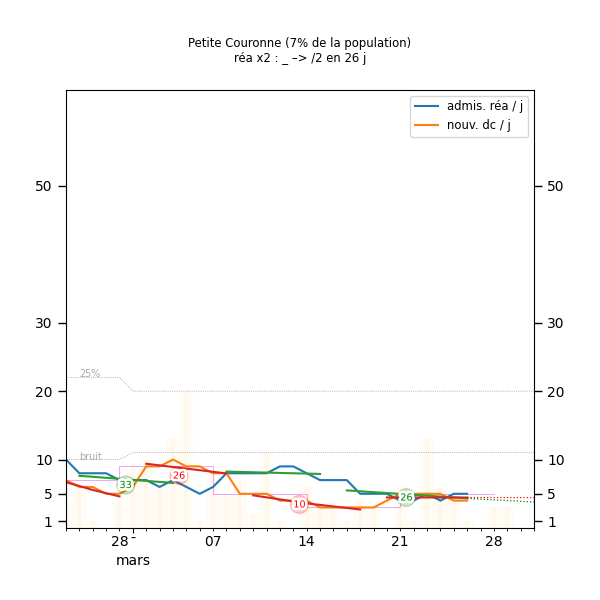 Petite Couronne (7% de la population)
réa x2 : _ –> /2 en 26 j
admis. réa / j
nouv. dc / j
50 50
30 30
25%
20 20
bruit
10 10
33 26 10 26
5 5
1 1
28 07 14 21 28
mars